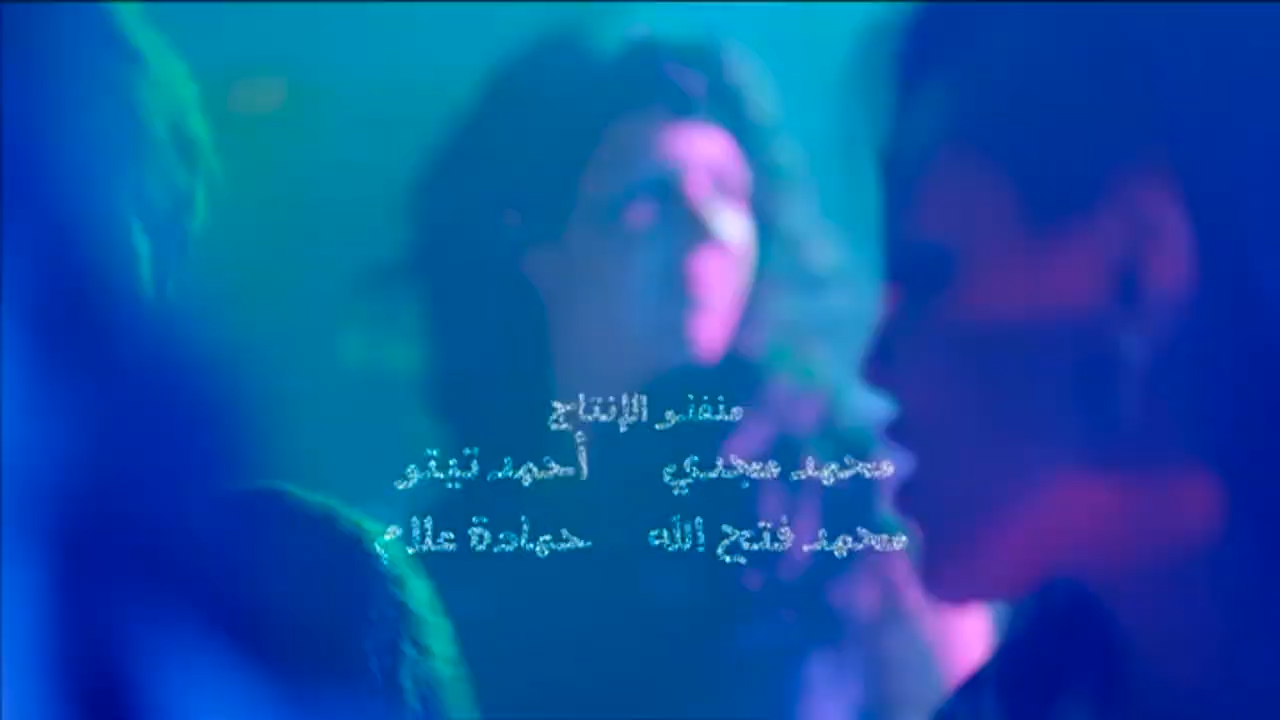 منفذو الإنتاج
محمد مجدي أحمد تيتو
محمد فتح الله حمادة علام